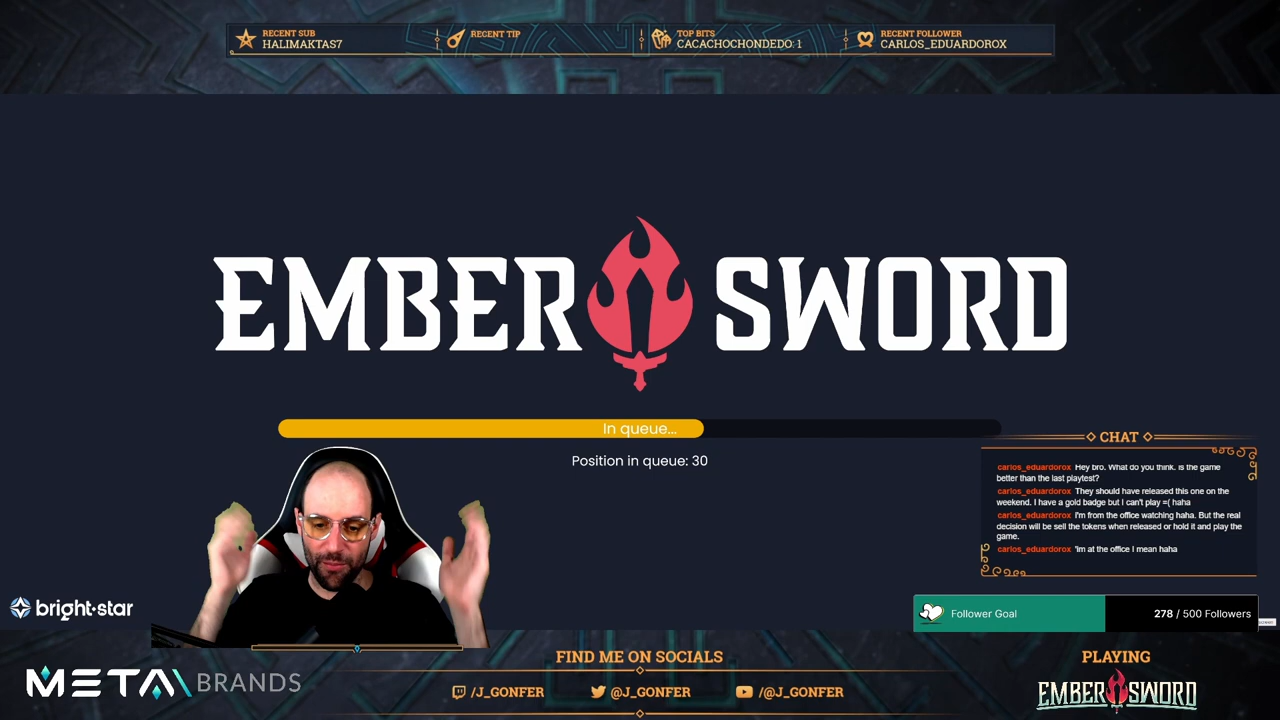 RECENT SUB
HALIMAKTAS7
RECENT TIP
TOP BITS
CACACHOCHONDEDO: 1
RECENT FOLLOWER
CARLOS_EDUARDOROX
EMBER SWORD
In queue...
Position in queue: 30
CHAT
carlos_eduardorox Hey bro. What do you think. Is the game
better than the last playtest?
carlos_eduardorox They should have released this one on the
weekend. I have a gold badge but I can't play =( haha
carlos_eduardorox I'm from the office watching haha. But the real
decision will be sell the tokens when released or hold it and play the
game.
carlos_eduardorox 'Im at the office I mean haha
bright·star
Follower Goal
278 / 500 Followers
META BRANDS
FIND ME ON SOCIALS
/J_GONFER
@J_GONFER
/@J_GONFER
PLAYING
EMBER SWORD